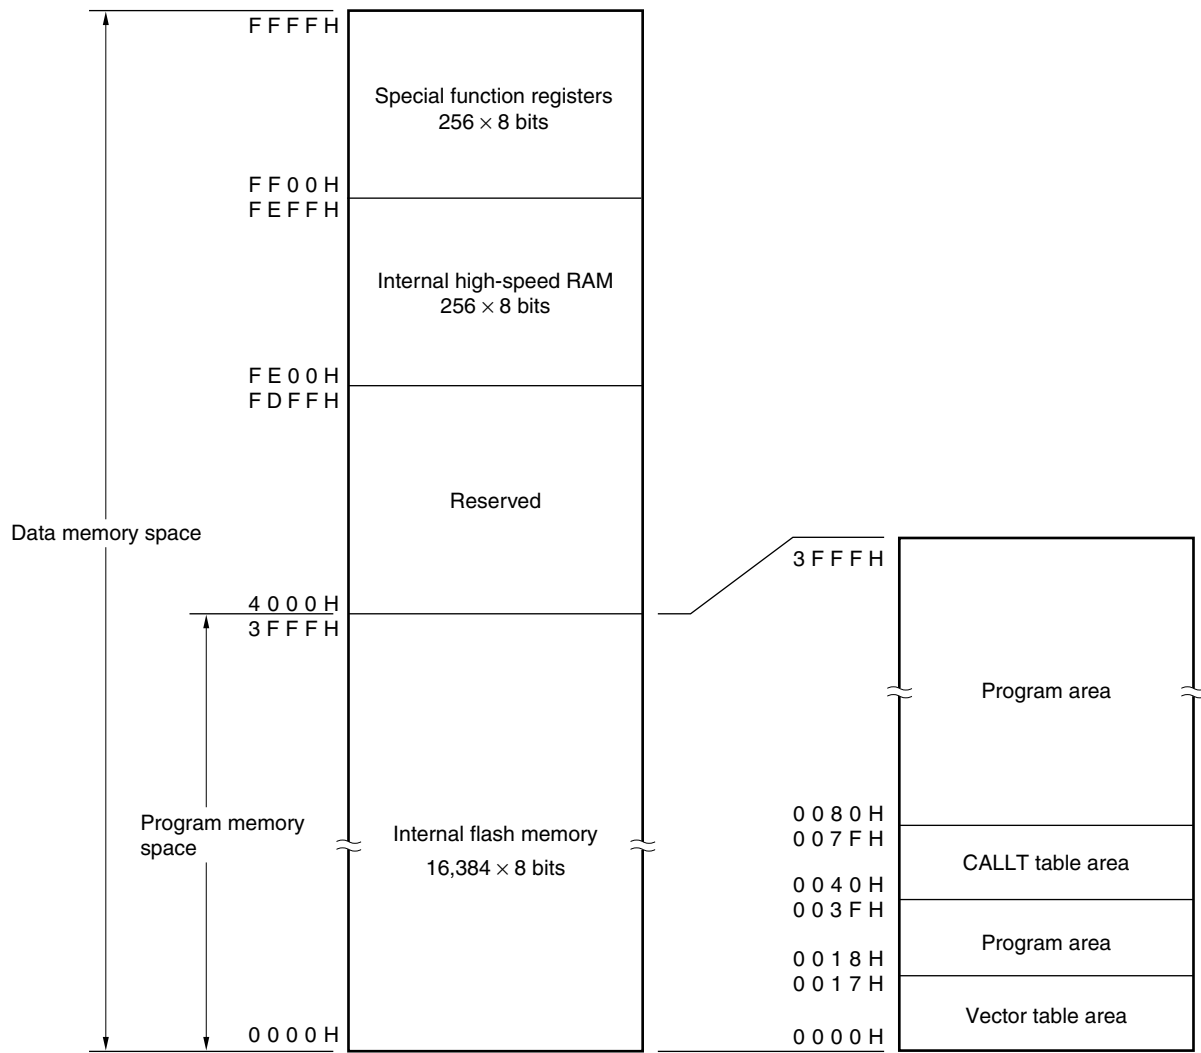 FFFFH
Special function registers
256 × 8 bits
FF00H
FEFFH
Internal high-speed RAM
256 × 8 bits
FE00H
FDFFH
Reserved
Data memory space
4000H
3FFFH
Program memory
space
Internal flash memory
16,384 × 8 bits
0000H
3FFFH
Program area
0080H
007FH
CALLT table area
0040H
003FH
Program area
0018H
0017H
Vector table area
0000H